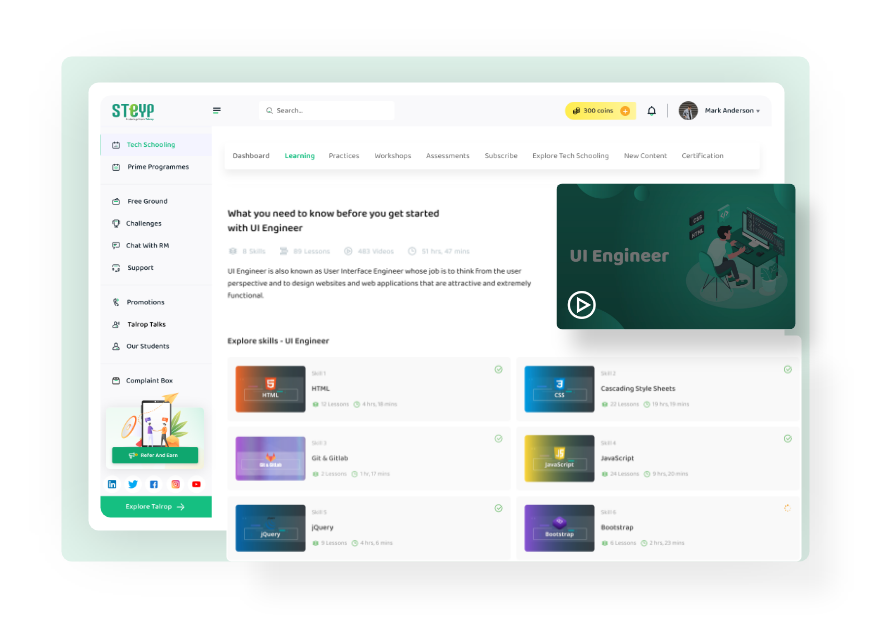 STEYP
Search...
300 coins
Mark Anderson
Tech Schooling
Prime Programmes
Free Ground
Challenges
Chat With RM
Support
Promotions
Talrop Talks
Our Students
Complaint Box
Refer And Earn
Explore Talrop
Dashboard
Learning
Practices
Workshops
Assessments
Subscribe
Explore Tech Schooling
New Content
Certification
What you need to know before you get started
with UI Engineer
8 Skills
89 Lessons
483 Videos
51 hrs, 47 mins
UI Engineer is also known as User Interface Engineer whose job is to think from the user
perspective and to design websites and web applications that are attractive and extremely
functional.
UI Engineer
CSS
HTML
Explore skills - UI Engineer
HTML
Skill 1
HTML
12 Lessons
4 hrs, 18 mins
CSS
Skill 2
Cascading Style Sheets
22 Lessons
19 hrs, 19 mins
Skill 3
Git & Gitlab
2 Lessons
1 hr, 17 mins
JavaScript
Skill 4
JavaScript
24 Lessons
9 hrs, 20 mins
jQuery
Skill 5
jQuery
9 Lessons
4 hrs, 6 mins
Bootstrap
Skill 6
Bootstrap
6 Lessons
2 hrs, 23 mins